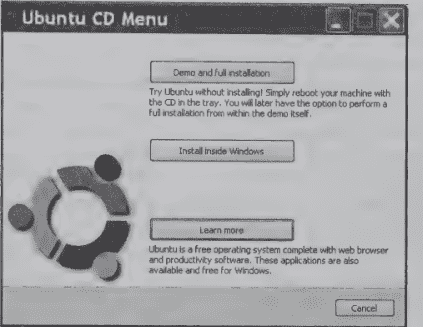 Ubuntu CD Menu
Demo and full installation
Try Ubuntu without installing! Simply reboot your machine with
the CD in the tray. You will later have the option to perform a
full installation from within the demo itself.
Install inside Windows
Learn more
Ubuntu is a free operating system complete with web browser
and productivity software. These applications are also
available and free for Windows.
Cancel